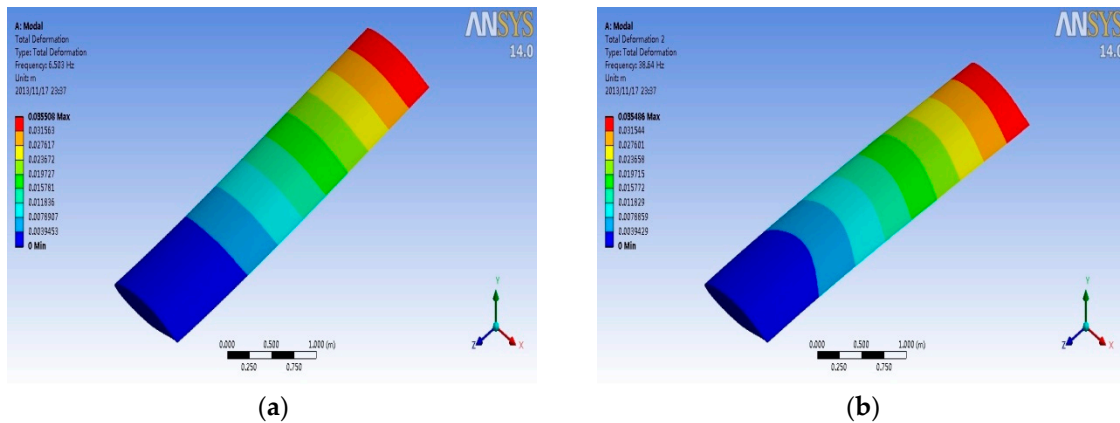 A: Modal
Total Deformation
Type: Total Deformation
Frequency: 6.503 Hz
Unit: m
2013/11/17 23:37
ANSYS
14.0
0.035508 Max
0.031563
0.027617
0.023672
0.019727
0.015781
0.011836
0.0078907
0.0039453
0 Min
0.000 0.500 1.000 (m)
0.250 0.750
Y
Z X
(a)
A: Modal
Total Deformation 2
Type: Total Deformation
Frequency: 38.64 Hz
Unit: m
2013/11/17 23:37
ANSYS
14.0
0.035486 Max
0.031544
0.027601
0.023658
0.019715
0.015772
0.011829
0.0078859
0.0039429
0 Min
0.000 0.500 1.000 (m)
0.250 0.750
Y
Z X
(b)